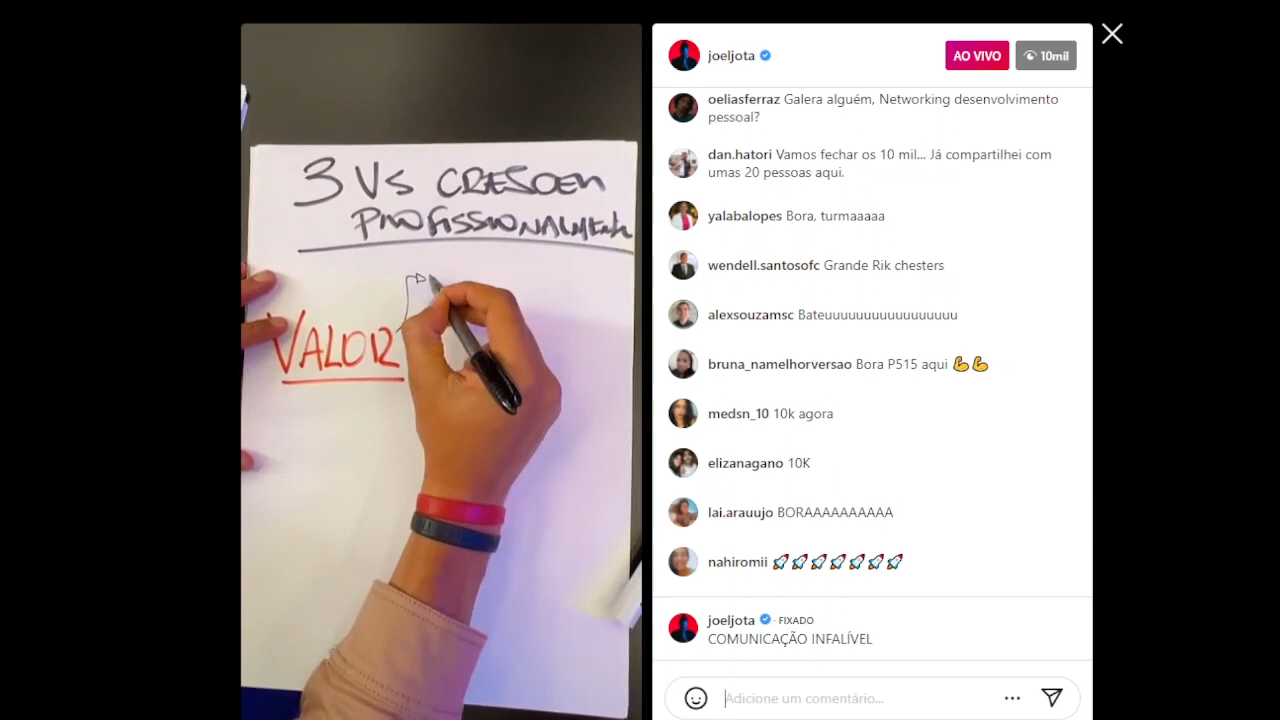 3 Vs CRESCER
PROFISSIONALMENTE
VALOR
joeljota
AO VIVO
10mil
oeliasferraz Galera alguém, Networking desenvolvimento
pessoal?
dan.hatori Vamos fechar os 10 mil... Já compartilhei com
umas 20 pessoas aqui.
yalabalopes Bora, turmaaaaa
wendell.santosofc Grande Rik chesters
alexsouzamsc Bateuuuuuuuuuuuuuuuuu
bruna_namelhorversao Bora P515 aqui 💪💪
medsn_10 10k agora
elizanagano 10K
lai.arauujo BORAAAAAAAAAA
nahiromii 🚀🚀🚀🚀🚀🚀🚀
joeljota · FIXADO
COMUNICAÇÃO INFALÍVEL
Adicione um comentário...